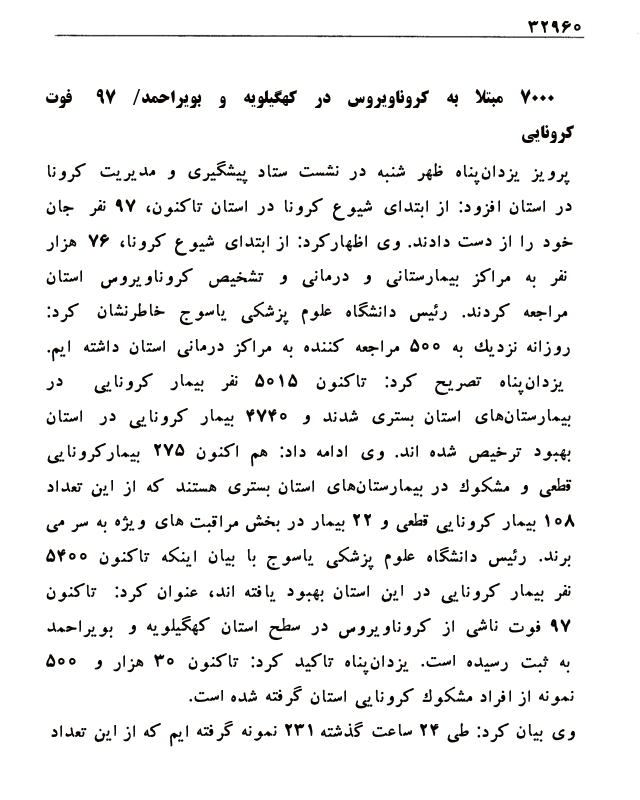 ۳۲۹۶۰
۷۰۰۰ مبتلا به کروناویروس در کهگیلویه و بویراحمد/ ۹۷ فوت
کرونایی
پرویز یزدان‌پناه ظهر شنبه در نشست ستاد پیشگیری و مدیریت کرونا
در استان افزود: از ابتدای شیوع کرونا در استان تاکنون، ۹۷ نفر جان
خود را از دست دادند. وی اظهارکرد: از ابتدای شیوع کرونا، ۷۶ هزار
نفر به مراکز بیمارستانی و درمانی و تشخیص کروناویروس استان
مراجعه کردند. رئیس دانشگاه علوم پزشکی یاسوج خاطرنشان کرد:
روزانه نزدیك به ۵۰۰ مراجعه کننده به مراکز درمانی استان داشته ایم.
یزدان‌پناه تصریح کرد: تاکنون ۵۰۱۵ نفر بیمار کرونایی در
بیمارستان‌های استان بستری شدند و ۴۷۴۰ بیمار کرونایی در استان
بهبود ترخیص شده اند. وی ادامه داد: هم اکنون ۲۷۵ بیمارکرونایی
قطعی و مشکوك در بیمارستان‌های استان بستری هستند که از این تعداد
۱۰۸ بیمار کرونایی قطعی و ۲۲ بیمار در بخش مراقبت های ویژه به سر می
برند. رئیس دانشگاه علوم پزشکی یاسوج با بیان اینکه تاکنون ۵۴۰۰
نفر بیمار کرونایی در این استان بهبود یافته اند، عنوان کرد: تاکنون
۹۷ فوت ناشی از کروناویروس در سطح استان کهگیلویه و بویراحمد
به ثبت رسیده است. یزدان‌پناه تاکید کرد: تاکنون ۳۰ هزار و ۵۰۰
نمونه از افراد مشکوك کرونایی استان گرفته شده است.
وی بیان کرد: طی ۲۴ ساعت گذشته ۲۳۱ نمونه گرفته ایم که از این تعداد